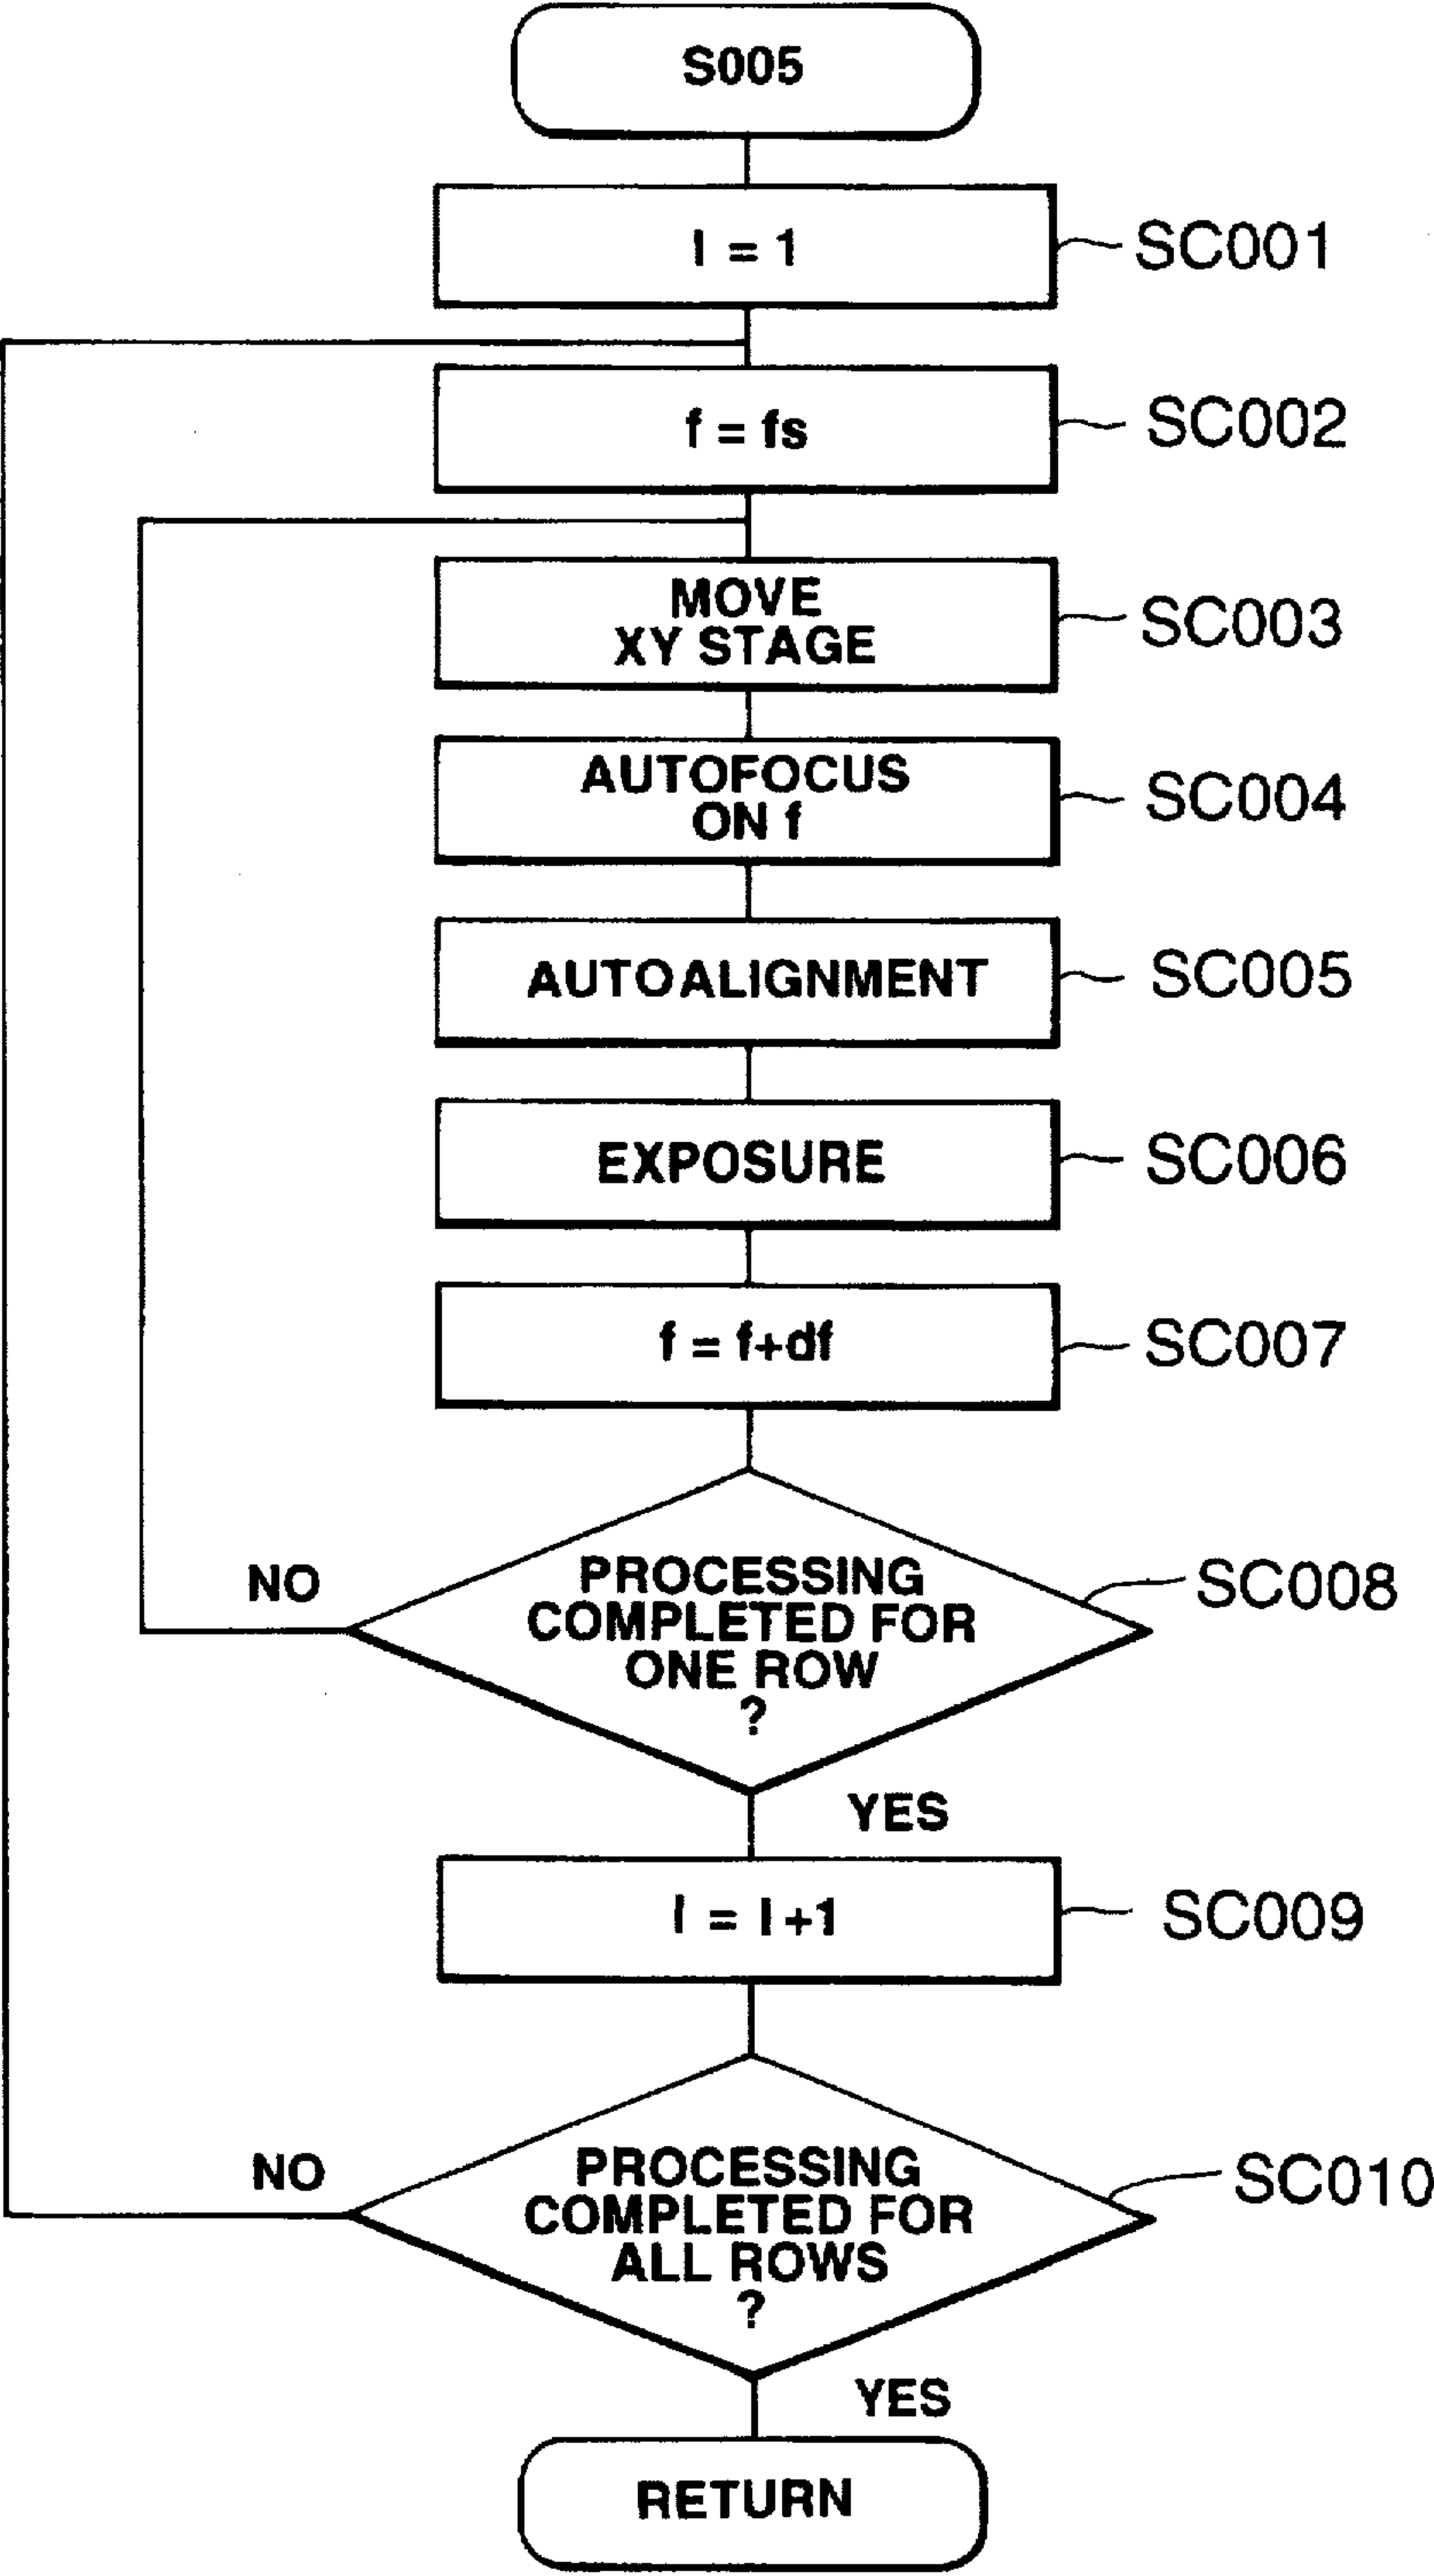 S005
I = 1
SC001
f = fs
SC002
MOVE
XY STAGE
SC003
AUTOFOCUS
ON f
SC004
AUTOALIGNMENT
SC005
EXPOSURE
SC006
f = f+df
SC007
PROCESSING
COMPLETED FOR
ONE ROW
?
SC008
NO
YES
I = I+1
SC009
PROCESSING
COMPLETED FOR
ALL ROWS
?
SC010
NO
YES
RETURN